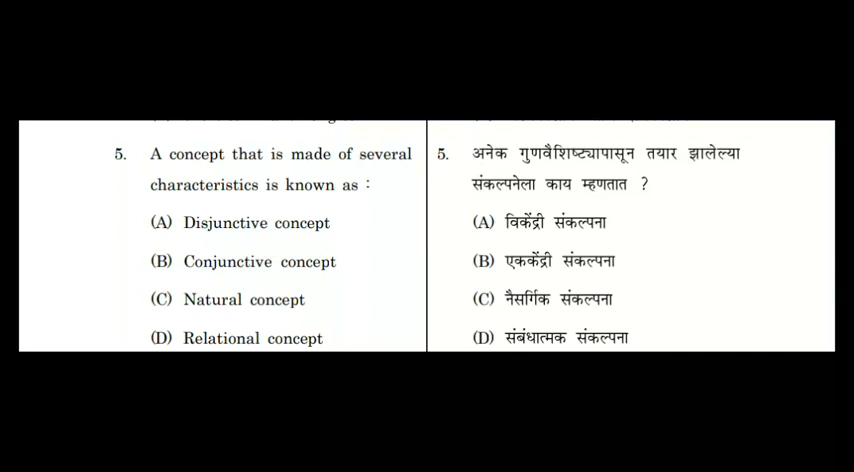 5. A concept that is made of several
characteristics is known as :
(A) Disjunctive concept
(B) Conjunctive concept
(C) Natural concept
(D) Relational concept
5. अनेक गुणवैशिष्ट्यापासून तयार झालेल्या
संकल्पनेला काय म्हणतात ?
(A) विकेंद्री संकल्पना
(B) एककेंद्री संकल्पना
(C) नैसर्गिक संकल्पना
(D) संबंधात्मक संकल्पना